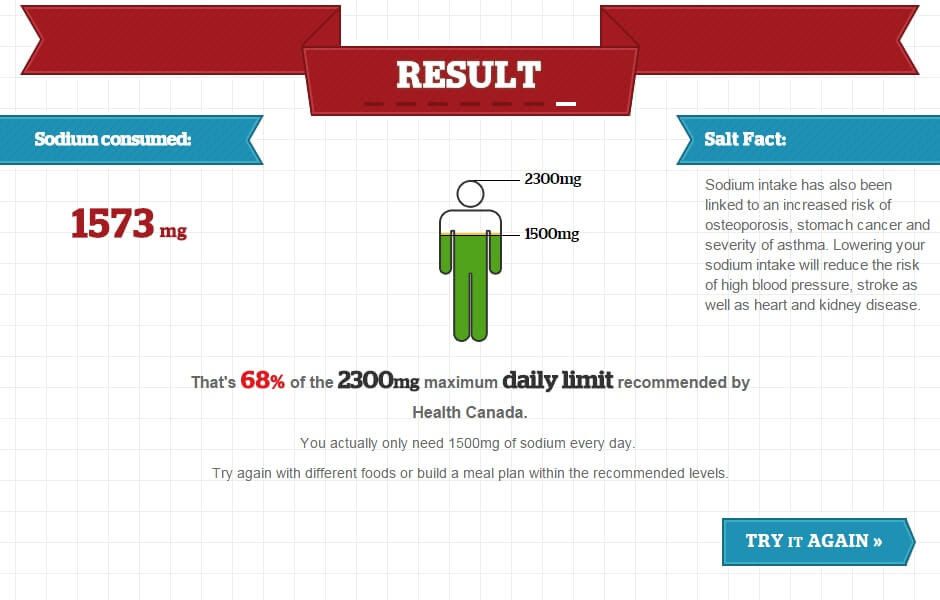 RESULT
Sodium consumed:
1573 mg
2300mg
1500mg
Salt Fact:
Sodium intake has also been
linked to an increased risk of
osteoporosis, stomach cancer and
severity of asthma. Lowering your
sodium intake will reduce the risk
of high blood pressure, stroke as
well as heart and kidney disease.
That's 68% of the 2300mg maximum daily limit recommended by
Health Canada.
You actually only need 1500mg of sodium every day.
Try again with different foods or build a meal plan within the recommended levels.
TRY IT AGAIN »